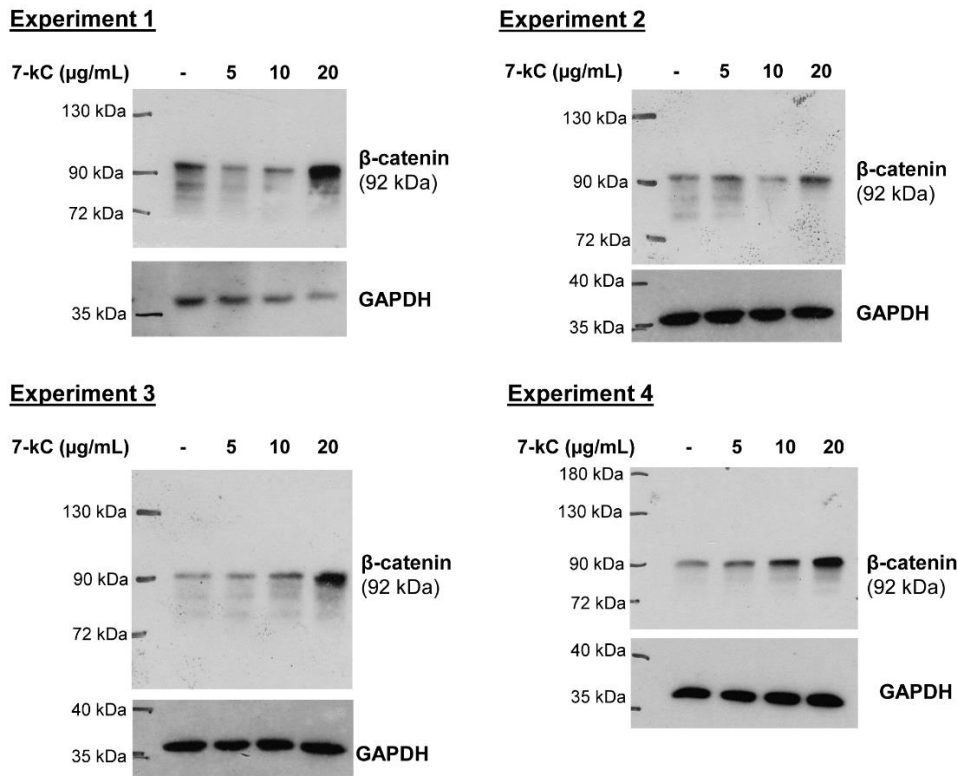 Experiment 1
7-kC (µg/mL) - 5 10 20
130 kDa
90 kDa
72 kDa
β-catenin
(92 kDa)
35 kDa
GAPDH
Experiment 2
7-kC (µg/mL) - 5 10 20
130 kDa
90 kDa
72 kDa
β-catenin
(92 kDa)
40 kDa
35 kDa
GAPDH
Experiment 3
7-kC (µg/mL) - 5 10 20
130 kDa
90 kDa
72 kDa
β-catenin
(92 kDa)
40 kDa
35 kDa
GAPDH
Experiment 4
7-kC (µg/mL) - 5 10 20
180 kDa
130 kDa
90 kDa
72 kDa
β-catenin
(92 kDa)
40 kDa
35 kDa
GAPDH